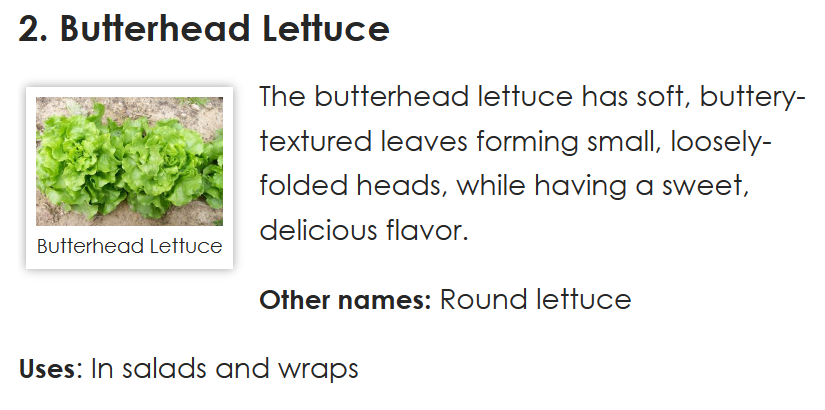 2. Butterhead Lettuce
Butterhead Lettuce
The butterhead lettuce has soft, buttery-
textured leaves forming small, loosely-
folded heads, while having a sweet,
delicious flavor.
Other names: Round lettuce
Uses: In salads and wraps